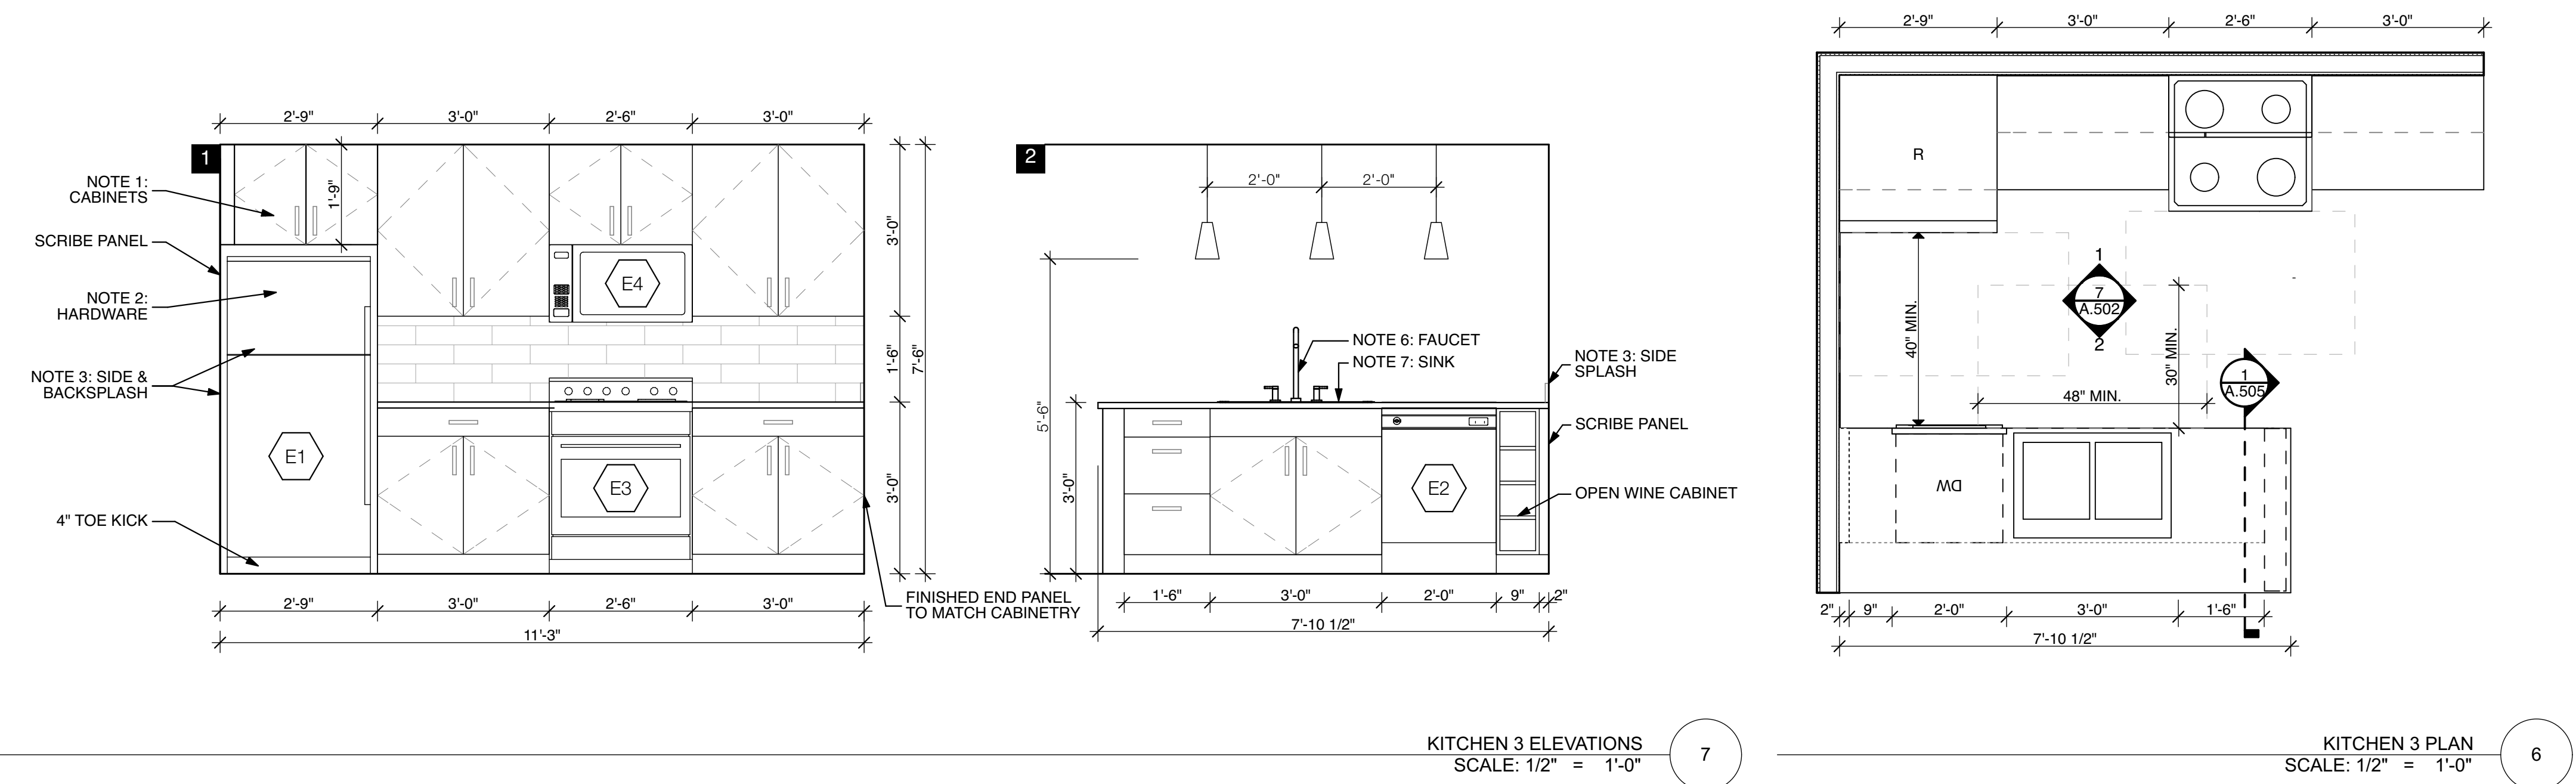 2'-9" 3'-0" 2'-6" 3'-0"
1
NOTE 1:
CABINETS
1'-9"
SCRIBE PANEL
NOTE 2:
HARDWARE
NOTE 3: SIDE &
BACKSPLASH
4" TOE KICK
E1
E4
E3
3'-0"
1'-6"
7'-6"
3'-0"
FINISHED END PANEL
TO MATCH CABINETRY
2'-9" 3'-0" 2'-6" 3'-0"
11'-3"
2
2'-0" 2'-0"
5'-6"
3'-0"
NOTE 6: FAUCET
NOTE 7: SINK
NOTE 3: SIDE
SPLASH
SCRIBE PANEL
OPEN WINE CABINET
E2
1'-6" 3'-0" 2'-0" 9" 2"
7'-10 1/2"
KITCHEN 3 ELEVATIONS
SCALE: 1/2" = 1'-0"
7
2'-9" 3'-0" 2'-6" 3'-0"
R
40" MIN.
1
7
A.502
2
30" MIN.
48" MIN.
1
A.505
DW
2" 9" 2'-0" 3'-0" 1'-6"
7'-10 1/2"
KITCHEN 3 PLAN
SCALE: 1/2" = 1'-0"
6